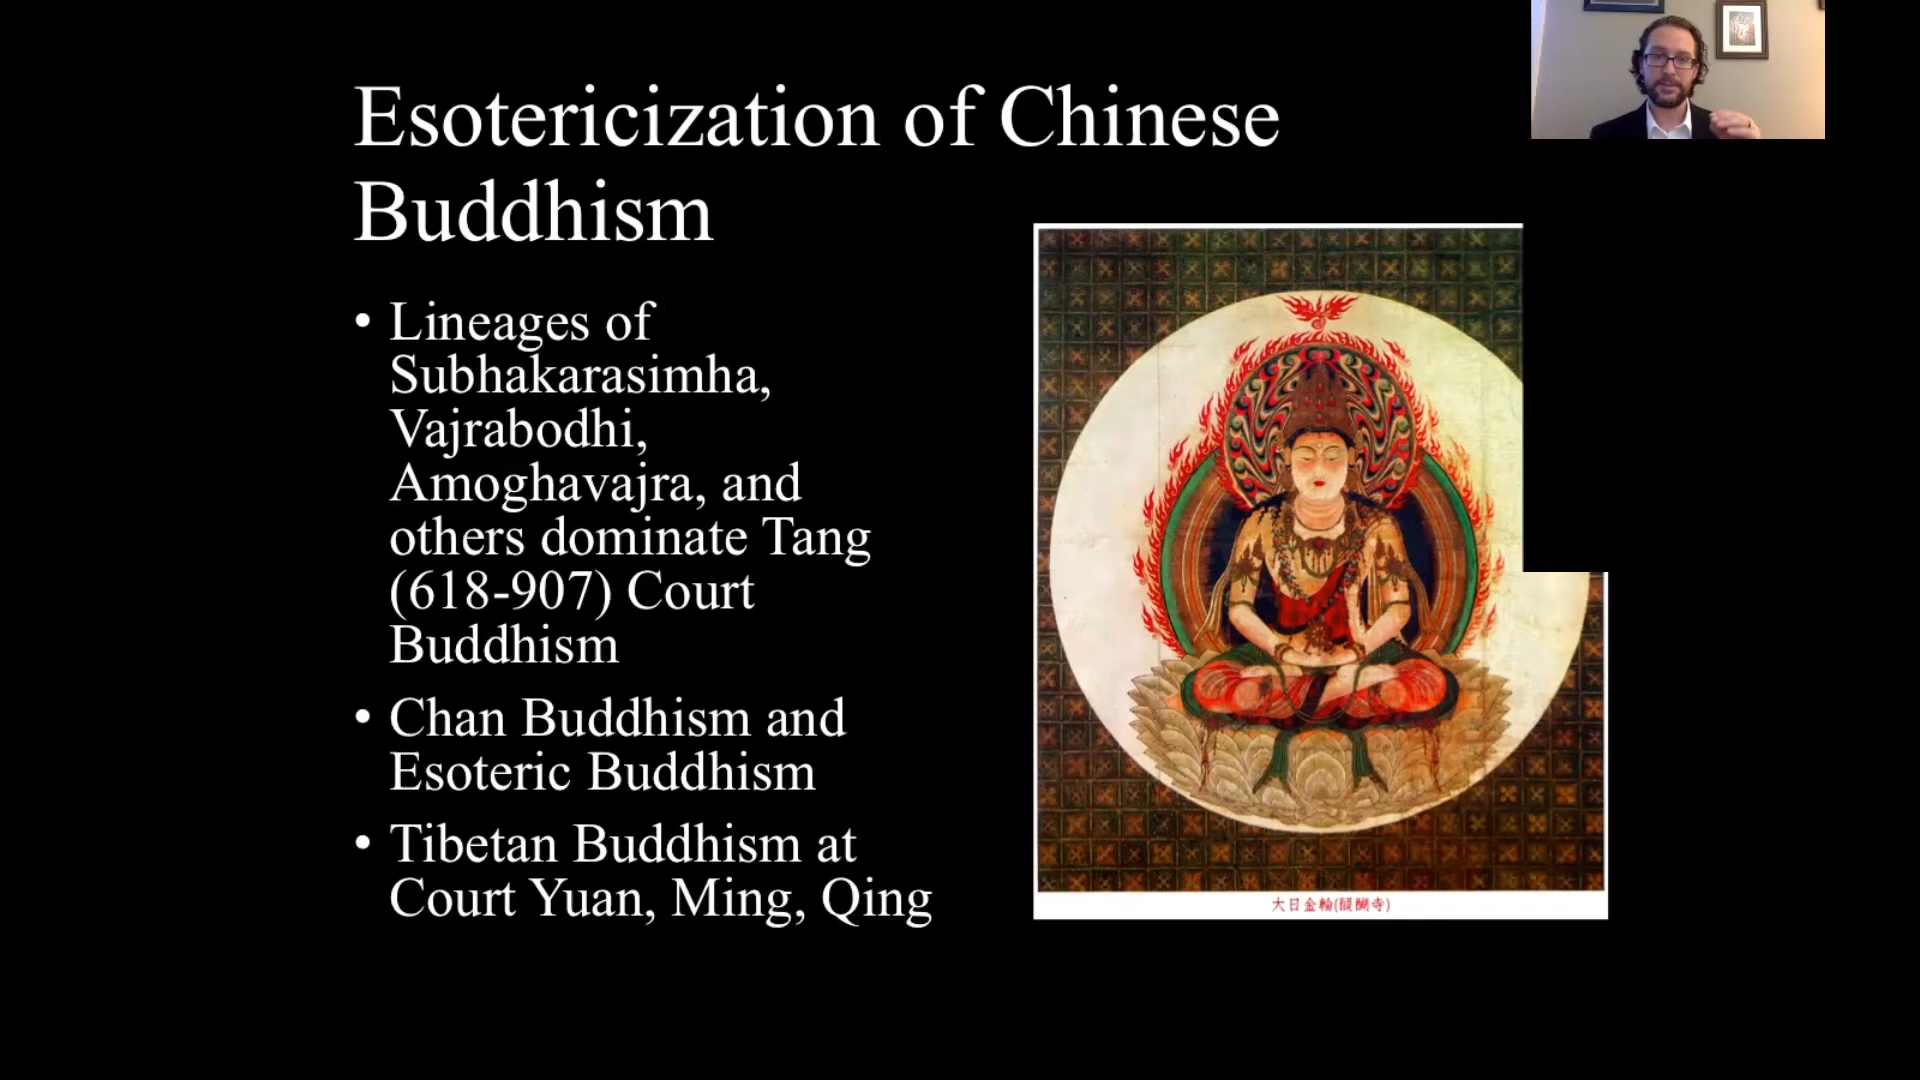 Esotericization of Chinese
Buddhism
• Lineages of
Subhakarasimha,
Vajrabodhi,
Amoghavajra, and
others dominate Tang
(618-907) Court
Buddhism
• Chan Buddhism and
Esoteric Buddhism
• Tibetan Buddhism at
Court Yuan, Ming, Qing
大日金輪(醍醐寺)